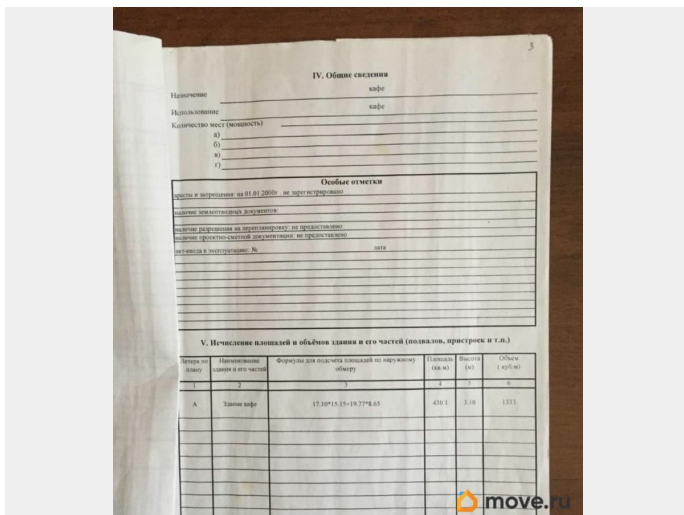 3
IV. Общие сведения
Назначение кафе
Использование кафе
Количество мест (мощность)
а)
б)
в)
г)
Особые отметки
аресты и запрещения: на 01.01.2000г. не зарегистрировано
наличие землеотводных документов:
наличие разрешения на перепланировку: не предоставлено
наличие проектно-сметной документации: не предоставлено
акт-ввода в эксплуатацию: № дата
V. Исчисление площадей и объёмов здания и его частей (подвалов, пристроек и т.п.)
Литера по плану Наименование здания и его частей Формулы для подсчета площадей по наружному обмеру Площадь (кв.м) Высота (м) Объем ( куб.м)
1 2 3 4 5 6
А Здание кафе 17.10*15.15+19.77*8.65 430.1 3.10 1333
move.ru